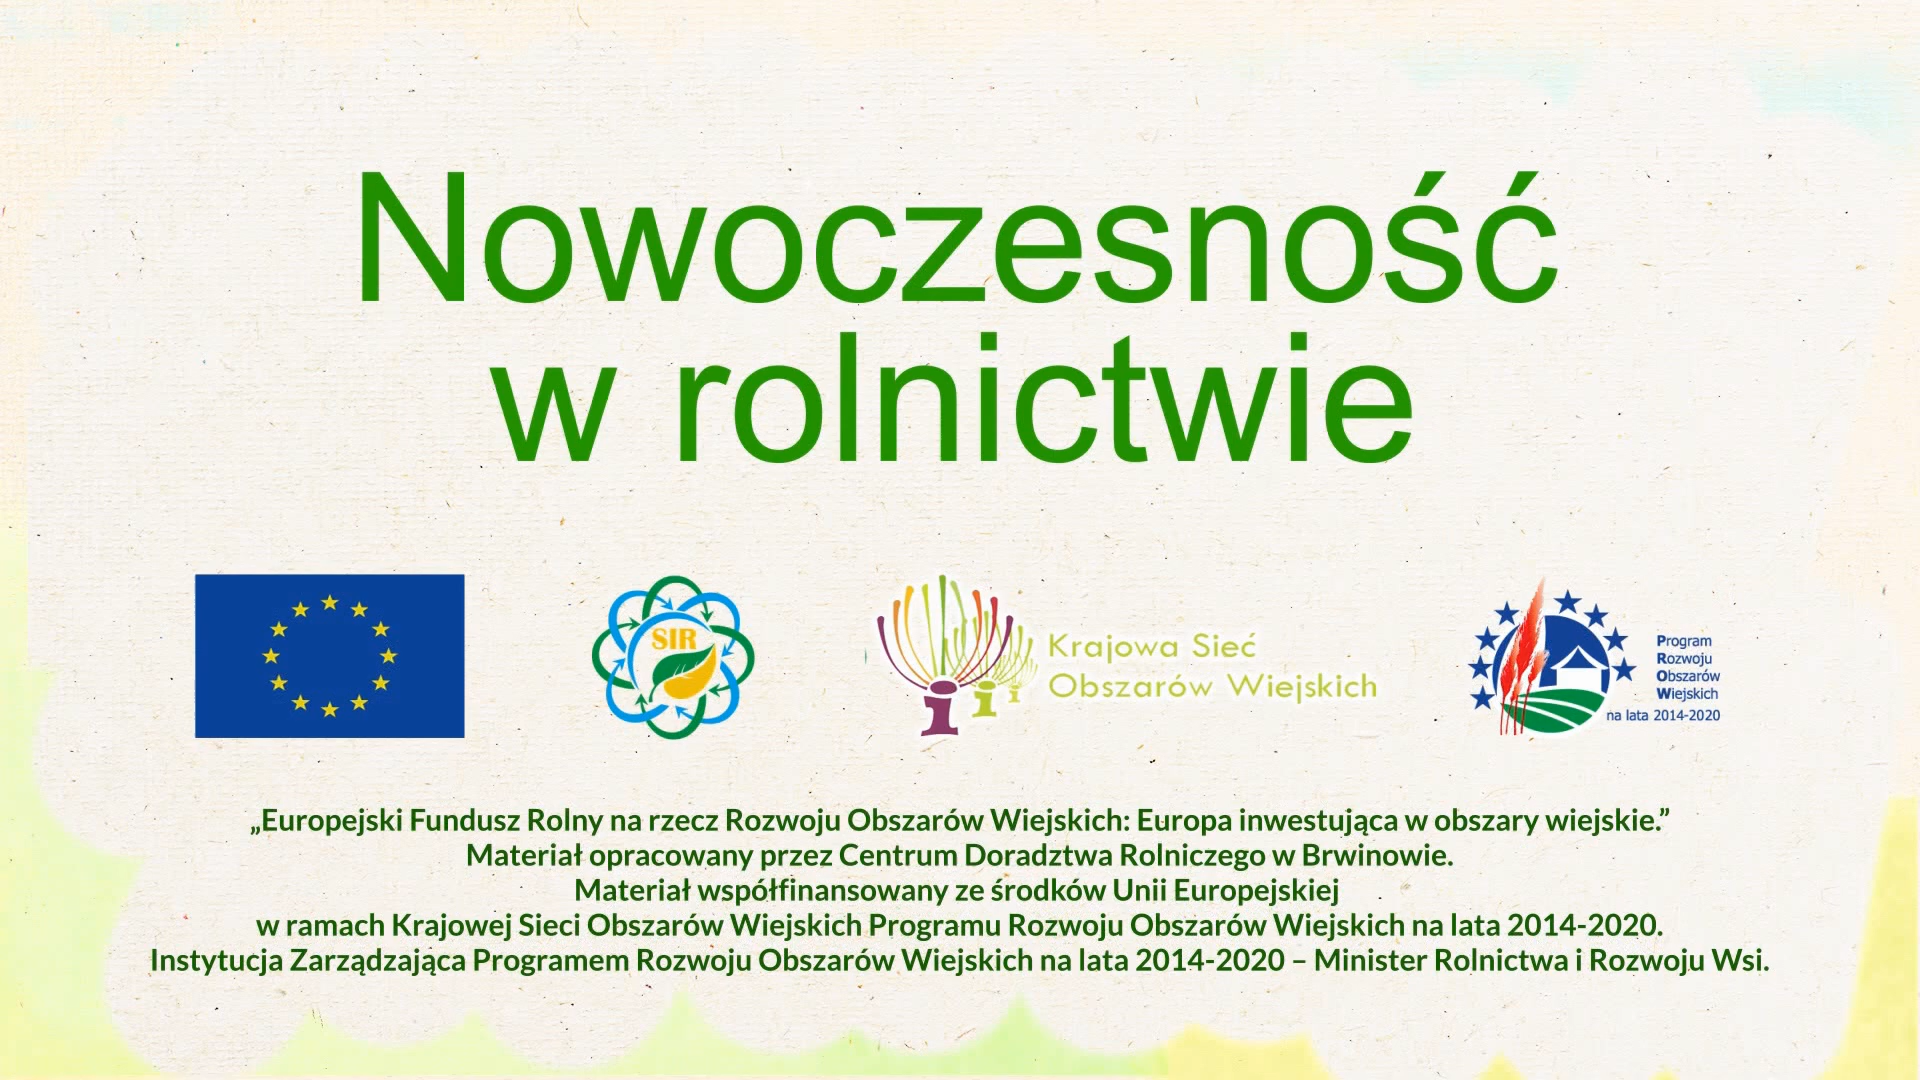 Nowoczesność
w rolnictwie
SIR
Krajowa Sieć
Obszarów Wiejskich
Program
Rozwoju
Obszarów
Wiejskich
na lata 2014-2020
„Europejski Fundusz Rolny na rzecz Rozwoju Obszarów Wiejskich: Europa inwestująca w obszary wiejskie.”
Materiał opracowany przez Centrum Doradztwa Rolniczego w Brwinowie.
Materiał współfinansowany ze środków Unii Europejskiej
w ramach Krajowej Sieci Obszarów Wiejskich Programu Rozwoju Obszarów Wiejskich na lata 2014-2020.
Instytucja Zarządzająca Programem Rozwoju Obszarów Wiejskich na lata 2014-2020 – Minister Rolnictwa i Rozwoju Wsi.